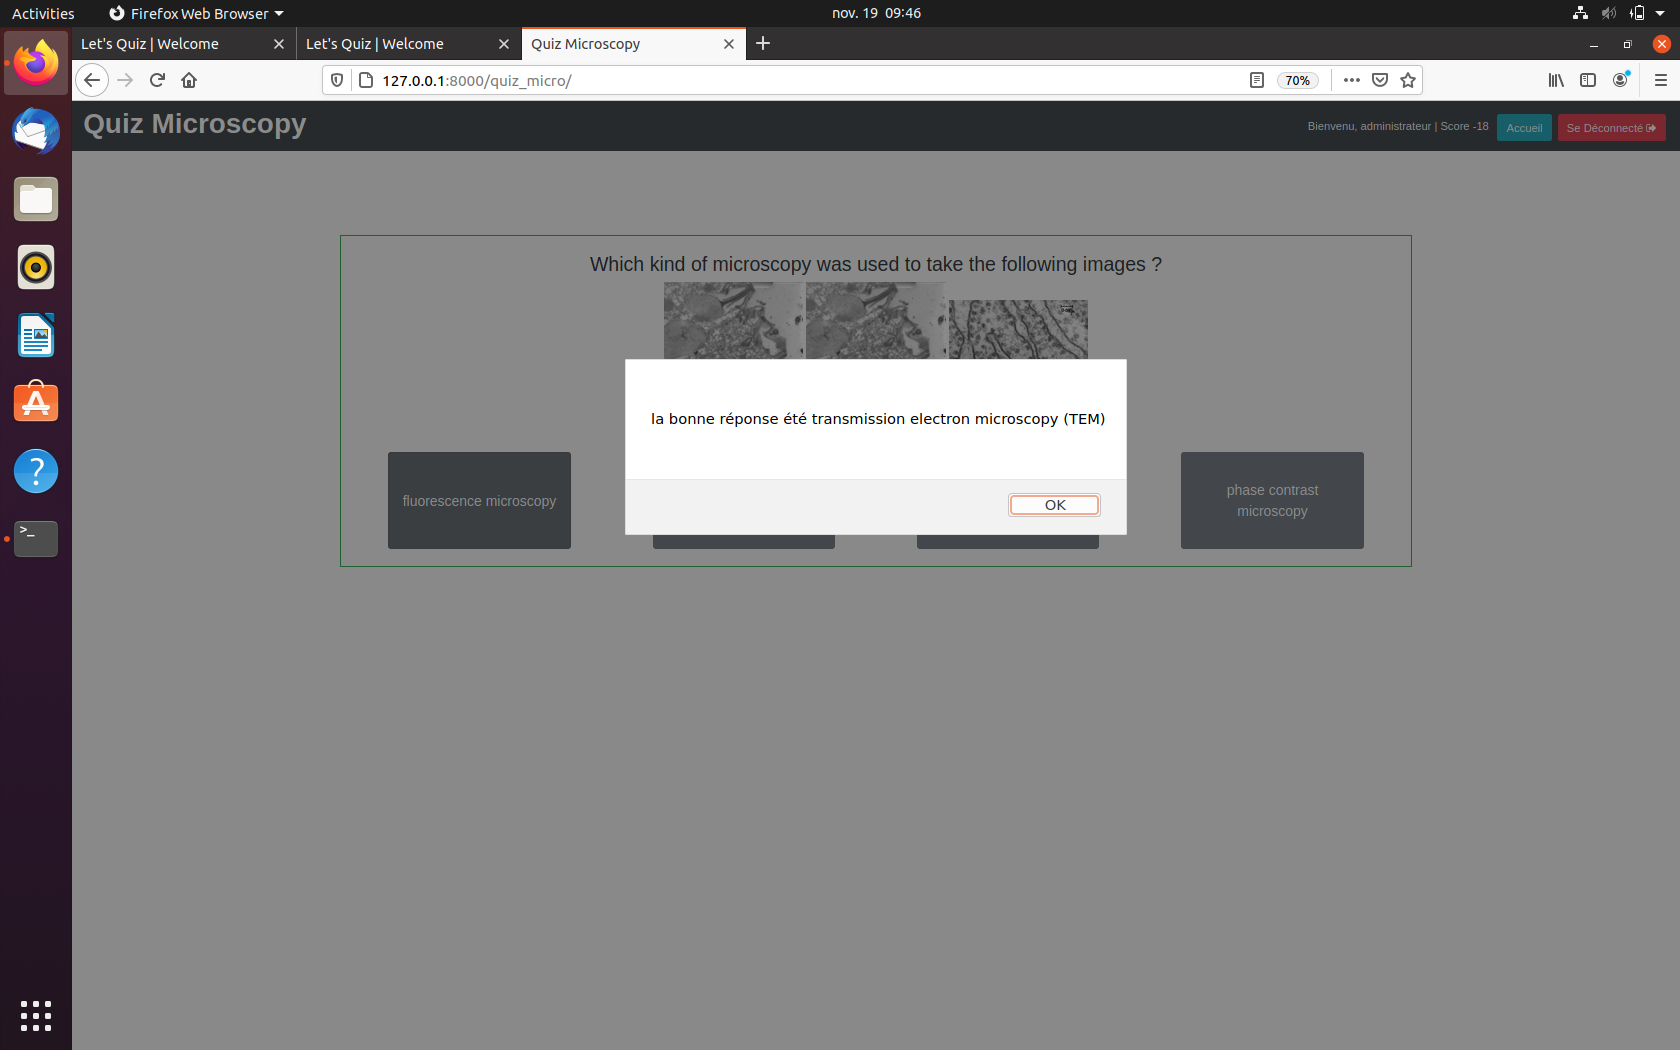 Activities
Firefox Web Browser
nov. 19 09:46
Let's Quiz | Welcome
Let's Quiz | Welcome
Quiz Microscopy
127.0.0.1:8000/quiz_micro/
70%
Quiz Microscopy
Bienvenu, administrateur | Score -18
Accueil
Se Déconnecté
Which kind of microscopy was used to take the following images ?
la bonne réponse été transmission electron microscopy (TEM)
OK
fluorescence microscopy
phase contrast
microscopy